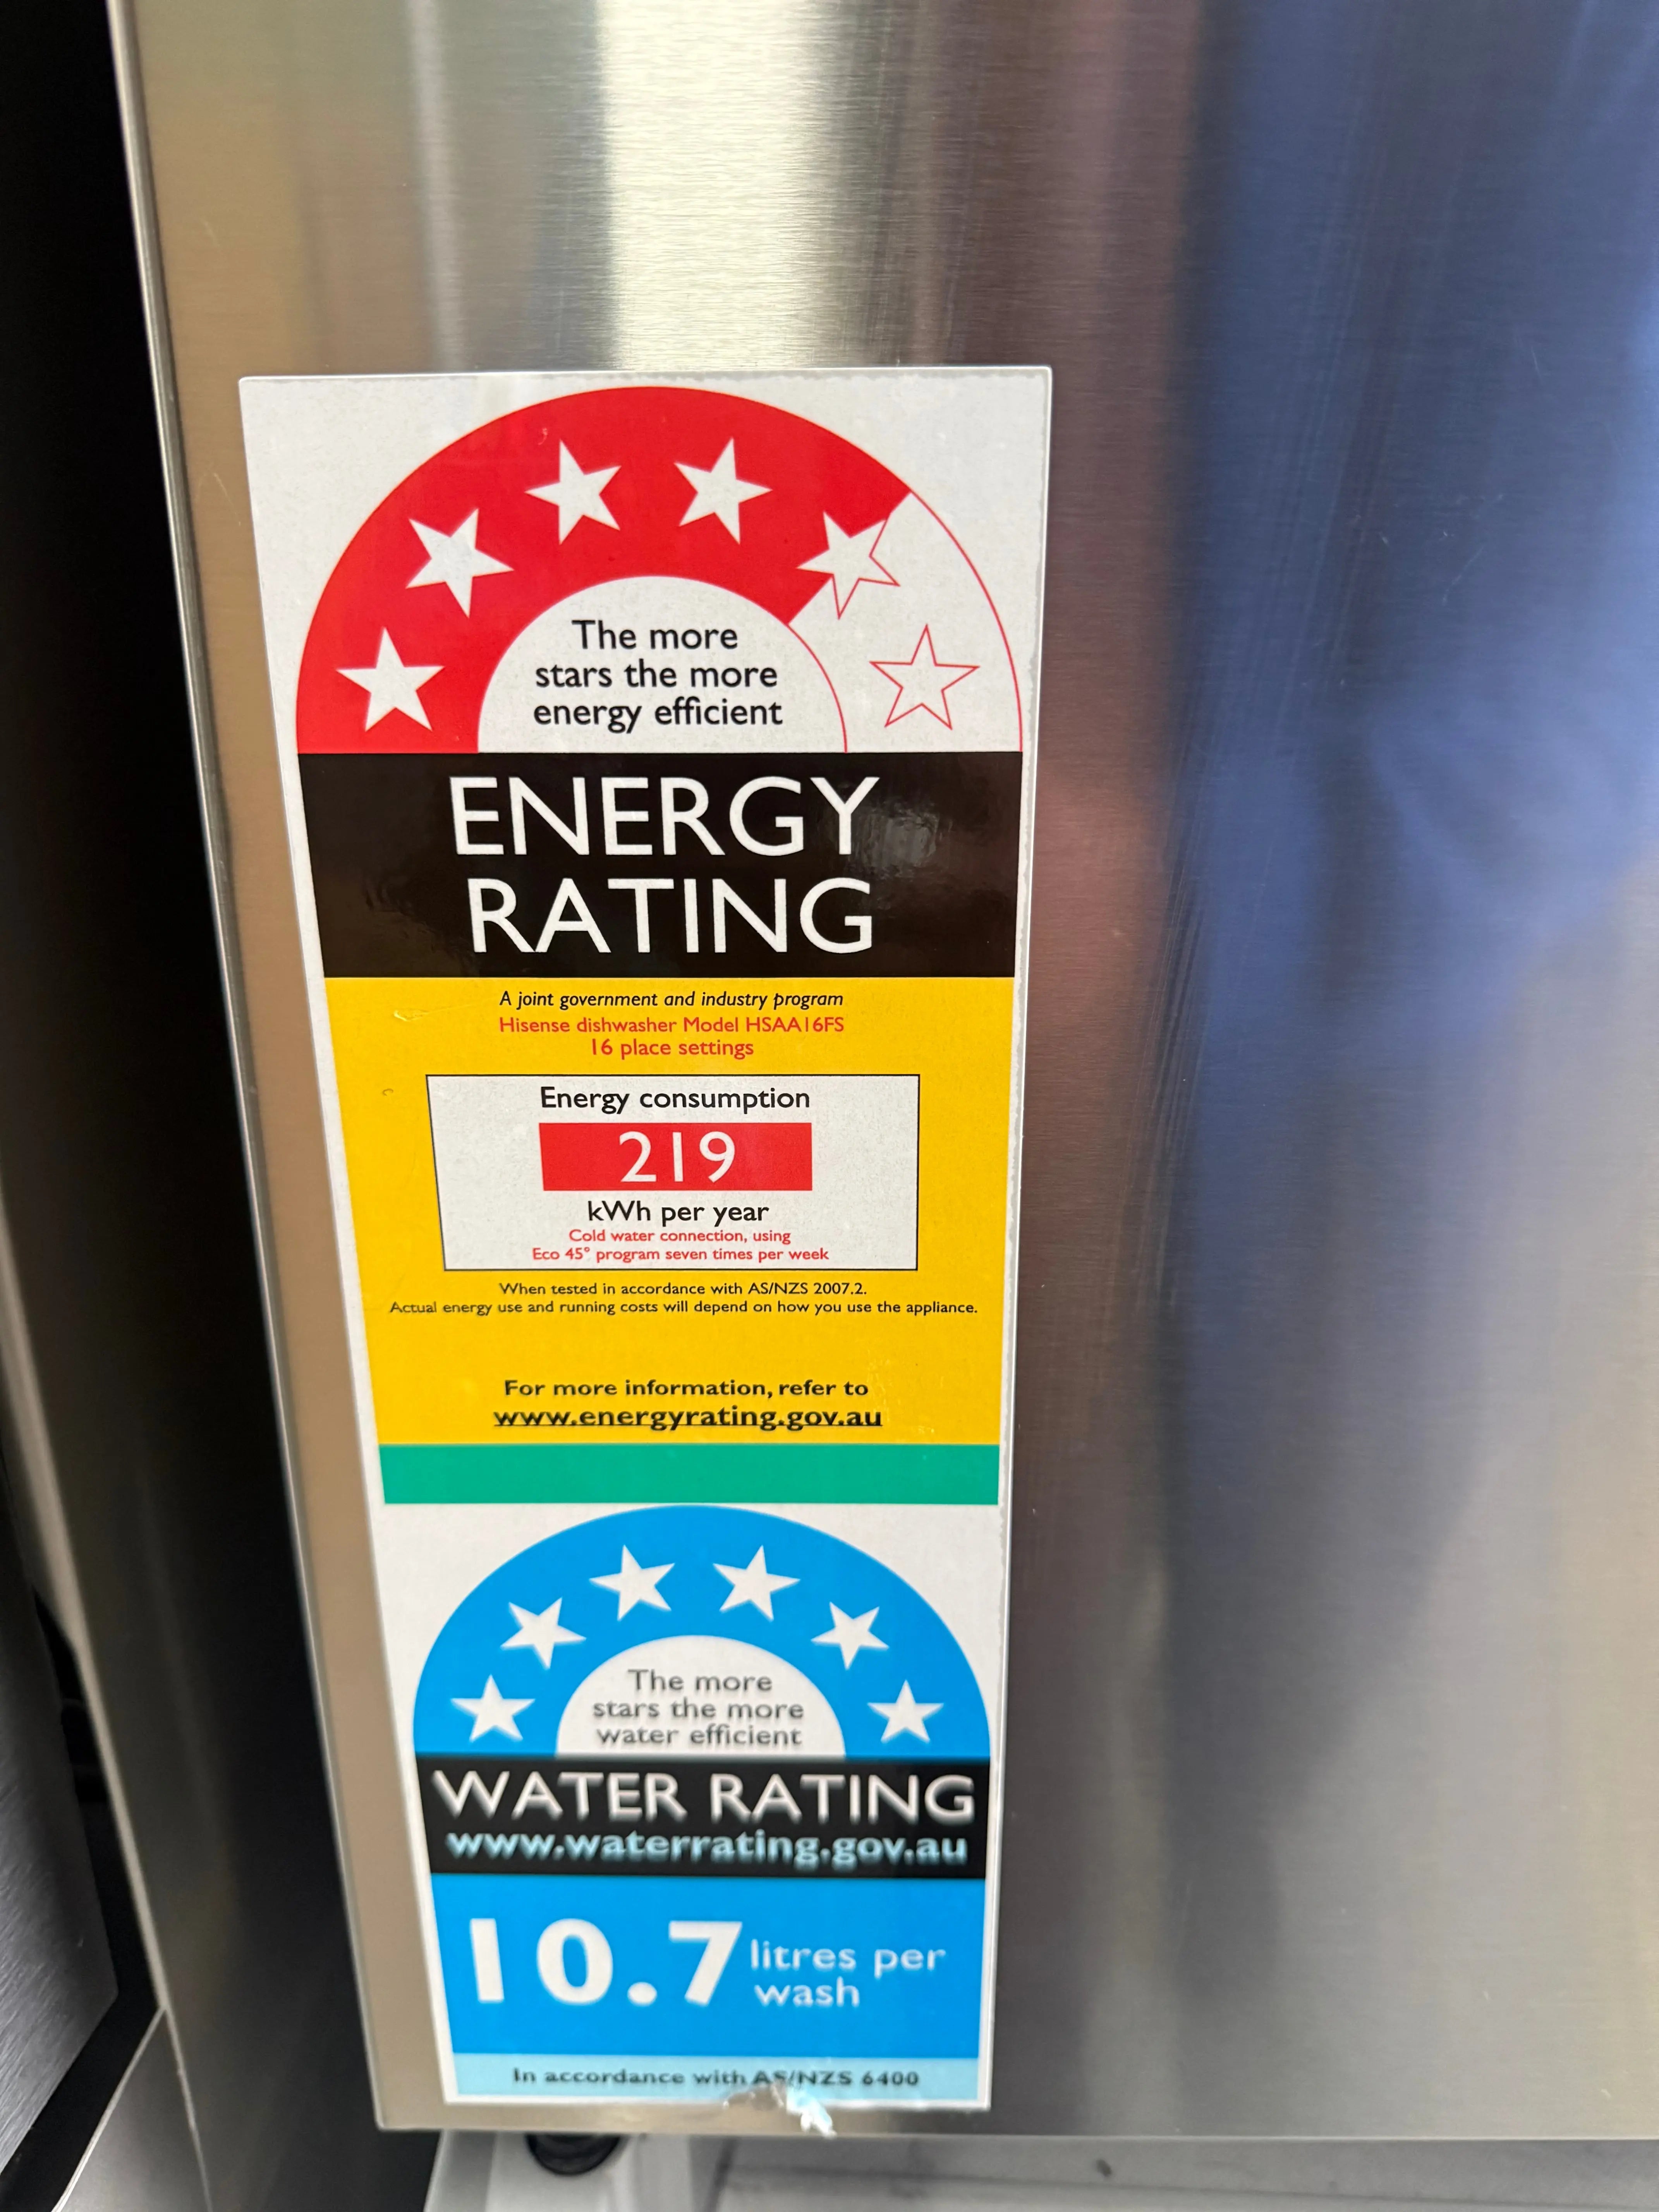 The more
stars the more
energy efficient
ENERGY
RATING
A joint government and industry program
Hisense dishwasher Model HSAA16FS
16 place settings
Energy consumption
219
kWh per year
Cold water connection, using
Eco 45° program seven times per week
When tested in accordance with AS/NZS 2007.2.
Actual energy use and running costs will depend on how you use the appliance.
For more information, refer to
www.energyrating.gov.au
The more
stars the more
water efficient
WATER RATING
www.waterrating.gov.au
10.7 litres per
wash
In accordance with AS/NZS 6400